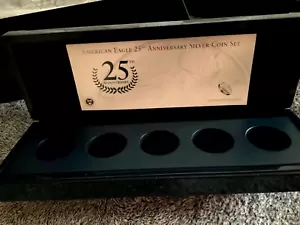 AMERICAN EAGLE 25TH ANNIVERSARY SILVER COIN SET
25TH
ANNIVERSARY